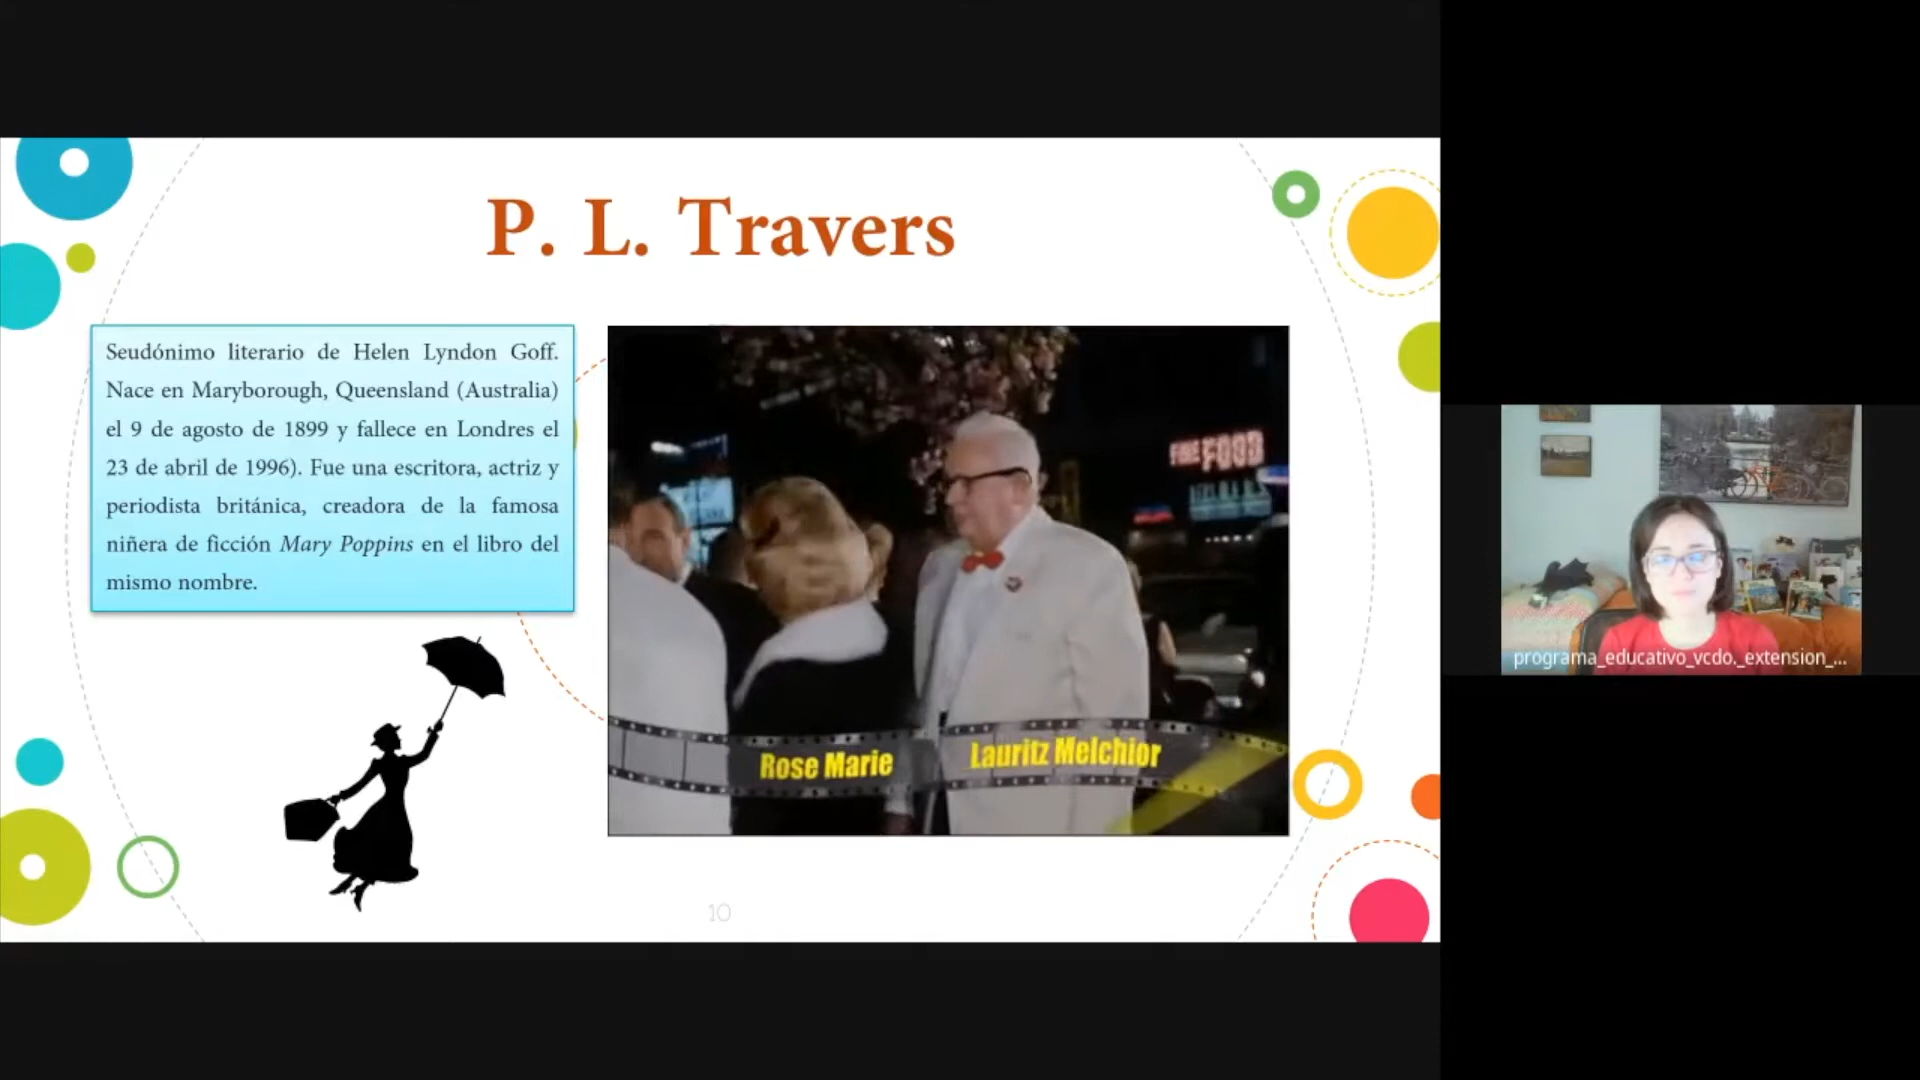 P. L. Travers
Seudónimo literario de Helen Lyndon Goff.
Nace en Maryborough, Queensland (Australia)
el 9 de agosto de 1899 y fallece en Londres el
23 de abril de 1996). Fue una escritora, actriz y
periodista británica, creadora de la famosa
niñera de ficción Mary Poppins en el libro del
mismo nombre.
FINE FOOD
Rose Marie
Lauritz Melchior
10
programa_educativo_vcdo._extension_...